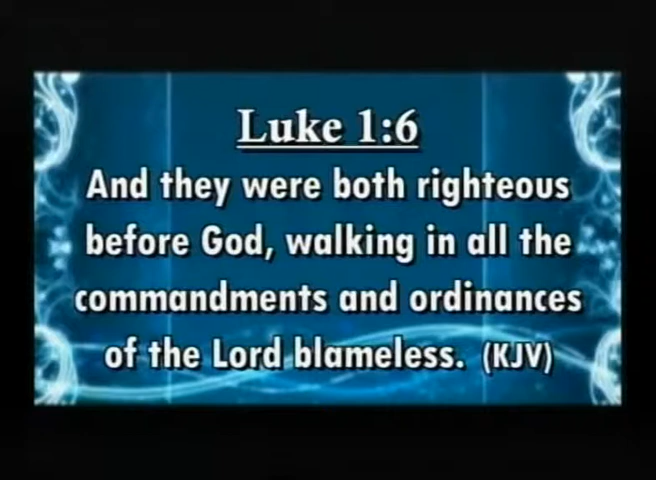 Luke 1:6
And they were both righteous
before God, walking in all the
commandments and ordinances
of the Lord blameless. (KJV)